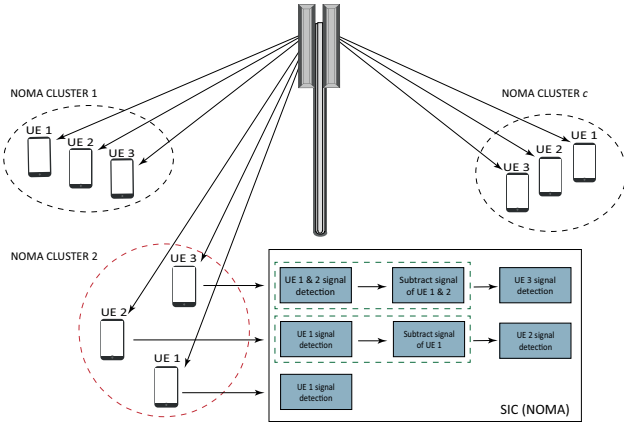 NOMA CLUSTER 1
UE 1
UE 2
UE 3
NOMA CLUSTER c
UE 1
UE 2
UE 3
NOMA CLUSTER 2
UE 3
UE 2
UE 1
UE 1 & 2 signal
detection
Subtract signal
of UE 1 & 2
UE 3 signal
detection
UE 1 signal
detection
Subtract signal
of UE 1
UE 2 signal
detection
UE 1 signal
detection
SIC (NOMA)